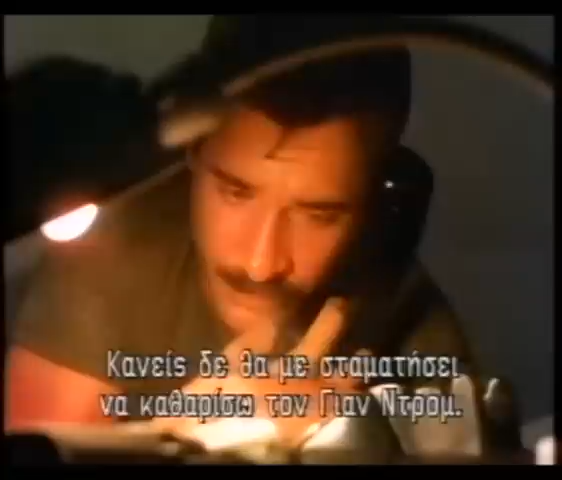 Κανείς δε θα με σταματήσει
να καθαρίσω τον Γιαν Ντρομ.